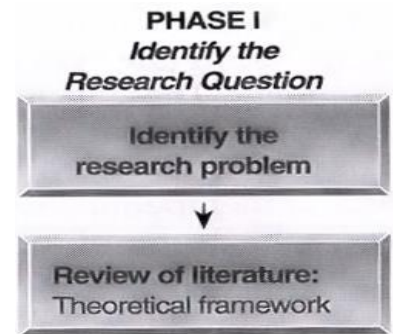 PHASE I
Identify the
Research Question
Identify the
research problem
Review of literature:
Theoretical framework